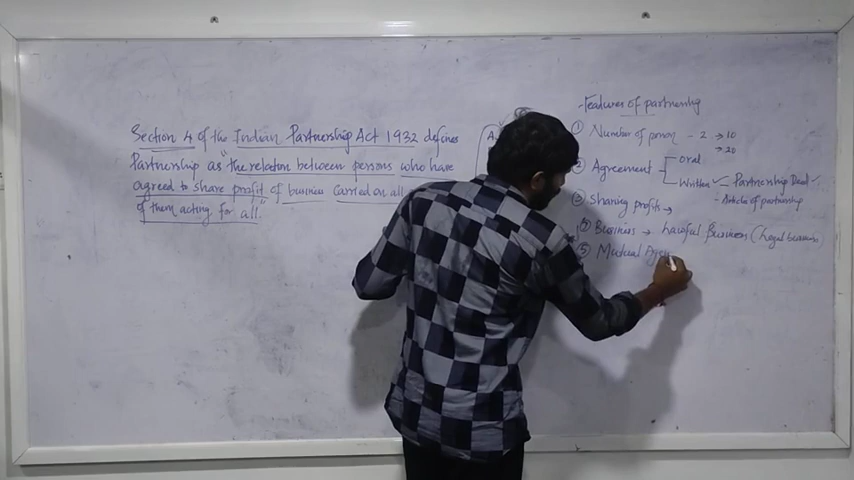 Section 4 of the Indian Partnership Act 1932 defines
Partnership as the relation between persons who have
agreed to share profit of business carried on all
of them acting for all."
A
- Features of partnership
① Number of person - 2 → 10
→ 20
② Agreement - oral
- Written ✓ - Partnership Deed ✓
- Article of partnership
③ Sharing profits →
④ Business → Lawful Business (Legal business)
⑤ Mutual Agen